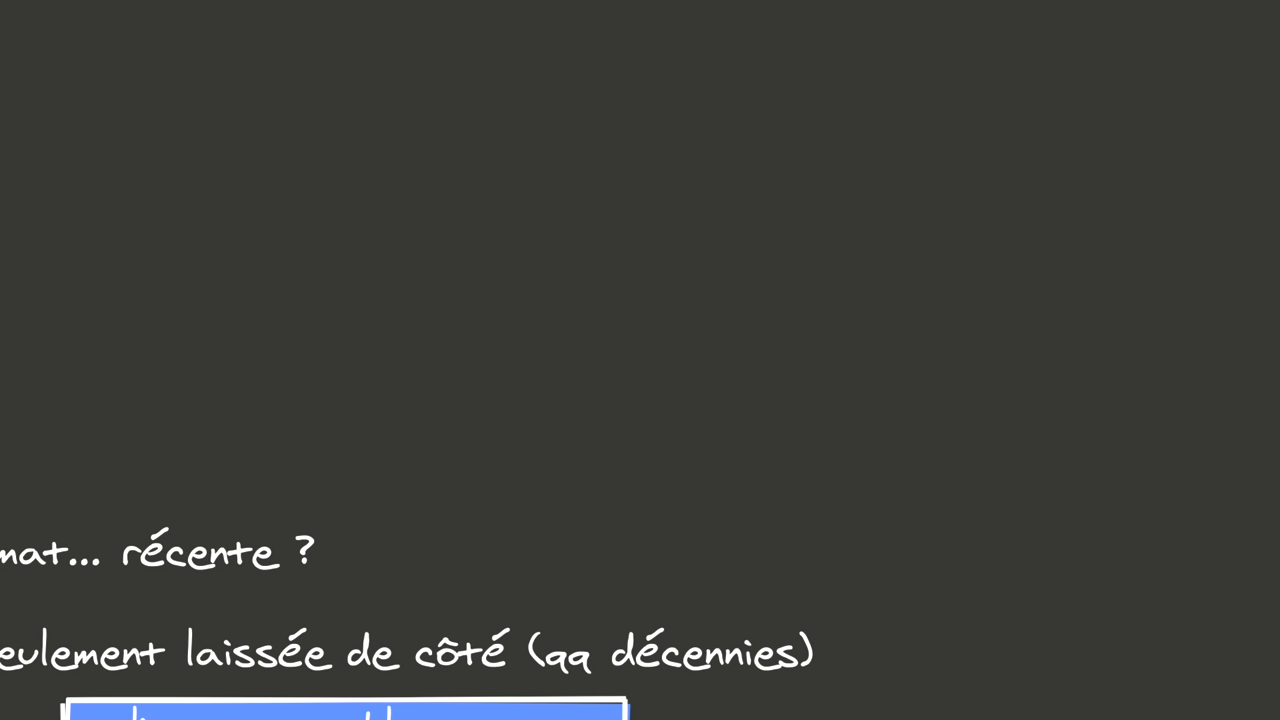 mat... récente ?
eulement laissée de côté (qq décennies)